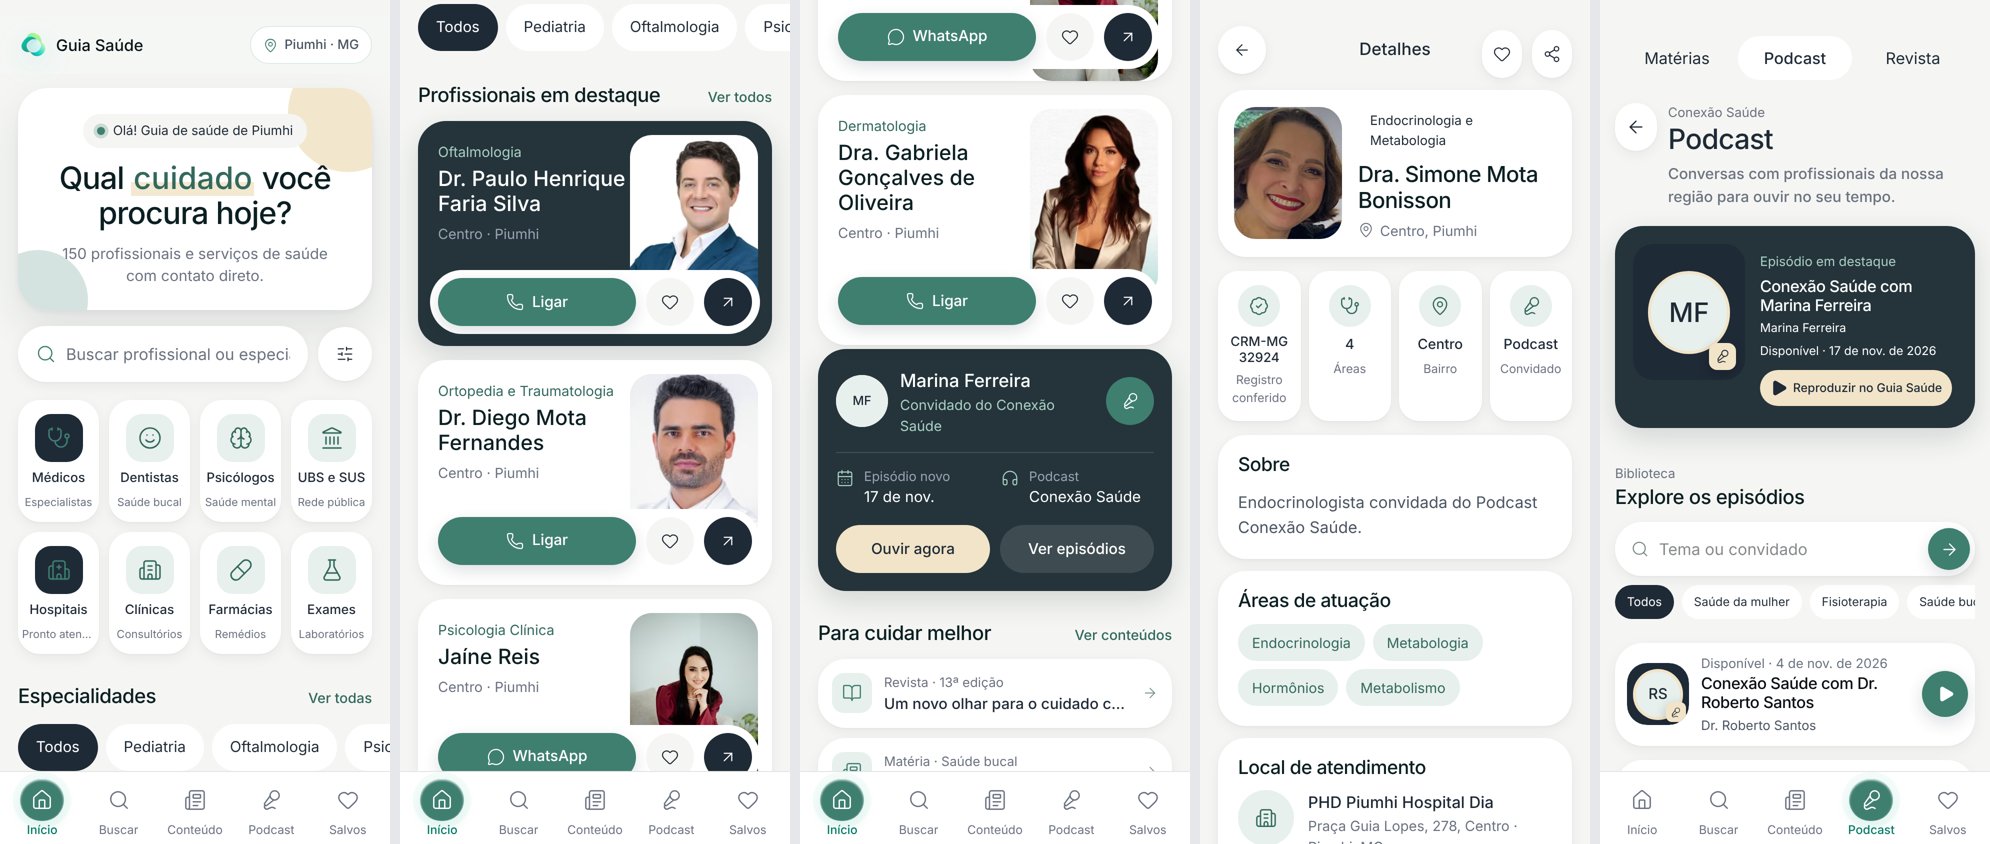 Guia Saúde
Piumhi · MG
Olá! Guia de saúde de Piumhi
Qual cuidado você
procura hoje?
150 profissionais e serviços de saúde
com contato direto.
Buscar profissional ou especi
Médicos
Especialistas
Dentistas
Saúde bucal
Psicólogos
Saúde mental
UBS e SUS
Rede pública
Hospitais
Pronto aten...
Clínicas
Consultórios
Farmácias
Remédios
Exames
Laboratórios
Especialidades
Ver todas
Todos
Pediatria
Oftalmologia
Psic
Início
Buscar
Conteúdo
Podcast
Salvos
Todos
Pediatria
Oftalmologia
Psic
Profissionais em destaque
Ver todos
Oftalmologia
Dr. Paulo Henrique
Faria Silva
Centro · Piumhi
Ligar
Ortopedia e Traumatologia
Dr. Diego Mota
Fernandes
Centro · Piumhi
Ligar
Psicologia Clínica
Jaíne Reis
Centro · Piumhi
WhatsApp
Início
Buscar
Conteúdo
Podcast
Salvos
WhatsApp
Dermatologia
Dra. Gabriela
Gonçalves de
Oliveira
Centro · Piumhi
Ligar
MF
Marina Ferreira
Convidado do Conexão
Saúde
Episódio novo
17 de nov.
Podcast
Conexão Saúde
Ouvir agora
Ver episódios
Para cuidar melhor
Ver conteúdos
Revista · 13ª edição
Um novo olhar para o cuidado c...
Matéria · Saúde bucal
Início
Buscar
Conteúdo
Podcast
Salvos
Detalhes
Endocrinologia e
Metabologia
Dra. Simone Mota
Bonisson
Centro, Piumhi
CRM-MG
32924
Registro
conferido
4
Áreas
Centro
Bairro
Podcast
Convidado
Sobre
Endocrinologista convidada do Podcast
Conexão Saúde.
Áreas de atuação
Endocrinologia
Metabologia
Hormônios
Metabolismo
Local de atendimento
PHD Piumhi Hospital Dia
Praça Guia Lopes, 278, Centro ·
Matérias
Podcast
Revista
Conexão Saúde
Podcast
Conversas com profissionais da nossa
região para ouvir no seu tempo.
MF
Episódio em destaque
Conexão Saúde com
Marina Ferreira
Marina Ferreira
Disponível · 17 de nov. de 2026
Reproduzir no Guia Saúde
Biblioteca
Explore os episódios
Tema ou convidado
Todos
Saúde da mulher
Fisioterapia
Saúde buc
RS
Disponível · 4 de nov. de 2026
Conexão Saúde com Dr.
Roberto Santos
Dr. Roberto Santos
Início
Buscar
Conteúdo
Podcast
Salvos